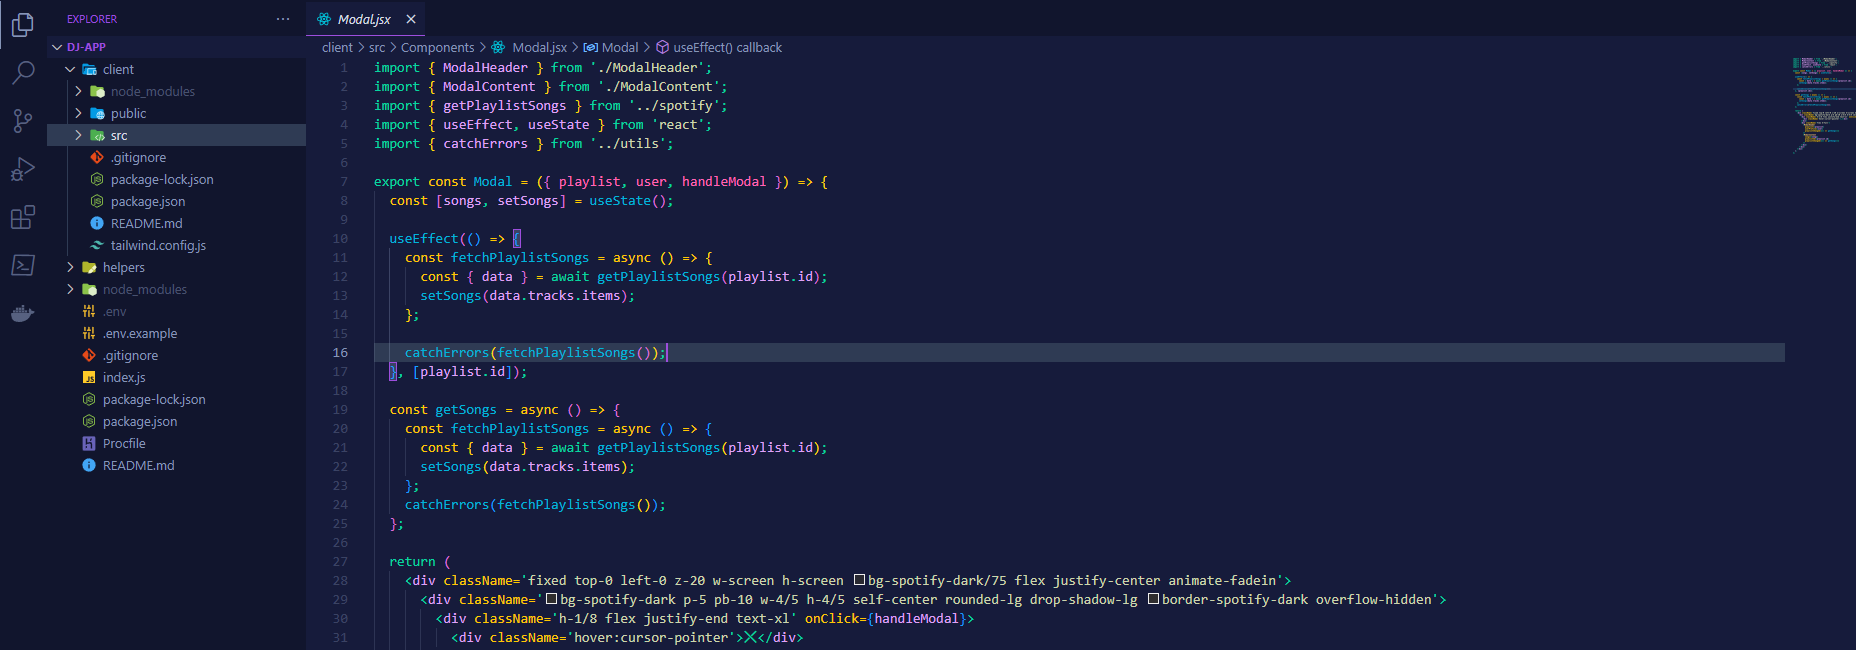 EXPLORER
DJ-APP
client
node_modules
public
src
.gitignore
package-lock.json
package.json
README.md
tailwind.config.js
helpers
node_modules
.env
.env.example
.gitignore
index.js
package-lock.json
package.json
Procfile
README.md
Modal.jsx
client > src > Components > Modal.jsx > Modal > useEffect() callback
1 import { ModalHeader } from './ModalHeader';
2 import { ModalContent } from './ModalContent';
3 import { getPlaylistSongs } from '../spotify';
4 import { useEffect, useState } from 'react';
5 import { catchErrors } from '../utils';
6
7 export const Modal = ({ playlist, user, handleModal }) => {
8 const [songs, setSongs] = useState();
9
10 useEffect(() => {
11 const fetchPlaylistSongs = async () => {
12 const { data } = await getPlaylistSongs(playlist.id);
13 setSongs(data.tracks.items);
14 };
15
16 catchErrors(fetchPlaylistSongs());
17 }, [playlist.id]);
18
19 const getSongs = async () => {
20 const fetchPlaylistSongs = async () => {
21 const { data } = await getPlaylistSongs(playlist.id);
22 setSongs(data.tracks.items);
23 };
24 catchErrors(fetchPlaylistSongs());
25 };
26
27 return (
28 <div className='fixed top-0 left-0 z-20 w-screen h-screen bg-spotify-dark/75 flex justify-center animate-fadein'>
29 <div className='bg-spotify-dark p-5 pb-10 w-4/5 h-4/5 self-center rounded-lg drop-shadow-lg border-spotify-dark overflow-hidden'>
30 <div className='h-1/8 flex justify-end text-xl' onClick={handleModal}>
31 <div className='hover:cursor-pointer'>╳</div>